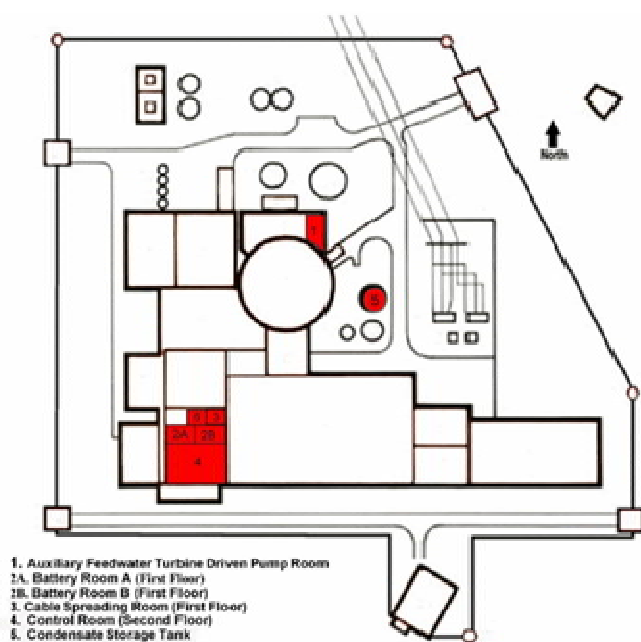 North
1
5
6 3
2A 2B
4
1. Auxiliary Feedwater Turbine Driven Pump Room
2A. Battery Room A (First Floor)
2B. Battery Room B (First Floor)
3. Cable Spreading Room (First Floor)
4. Control Room (Second Floor)
5. Condensate Storage Tank